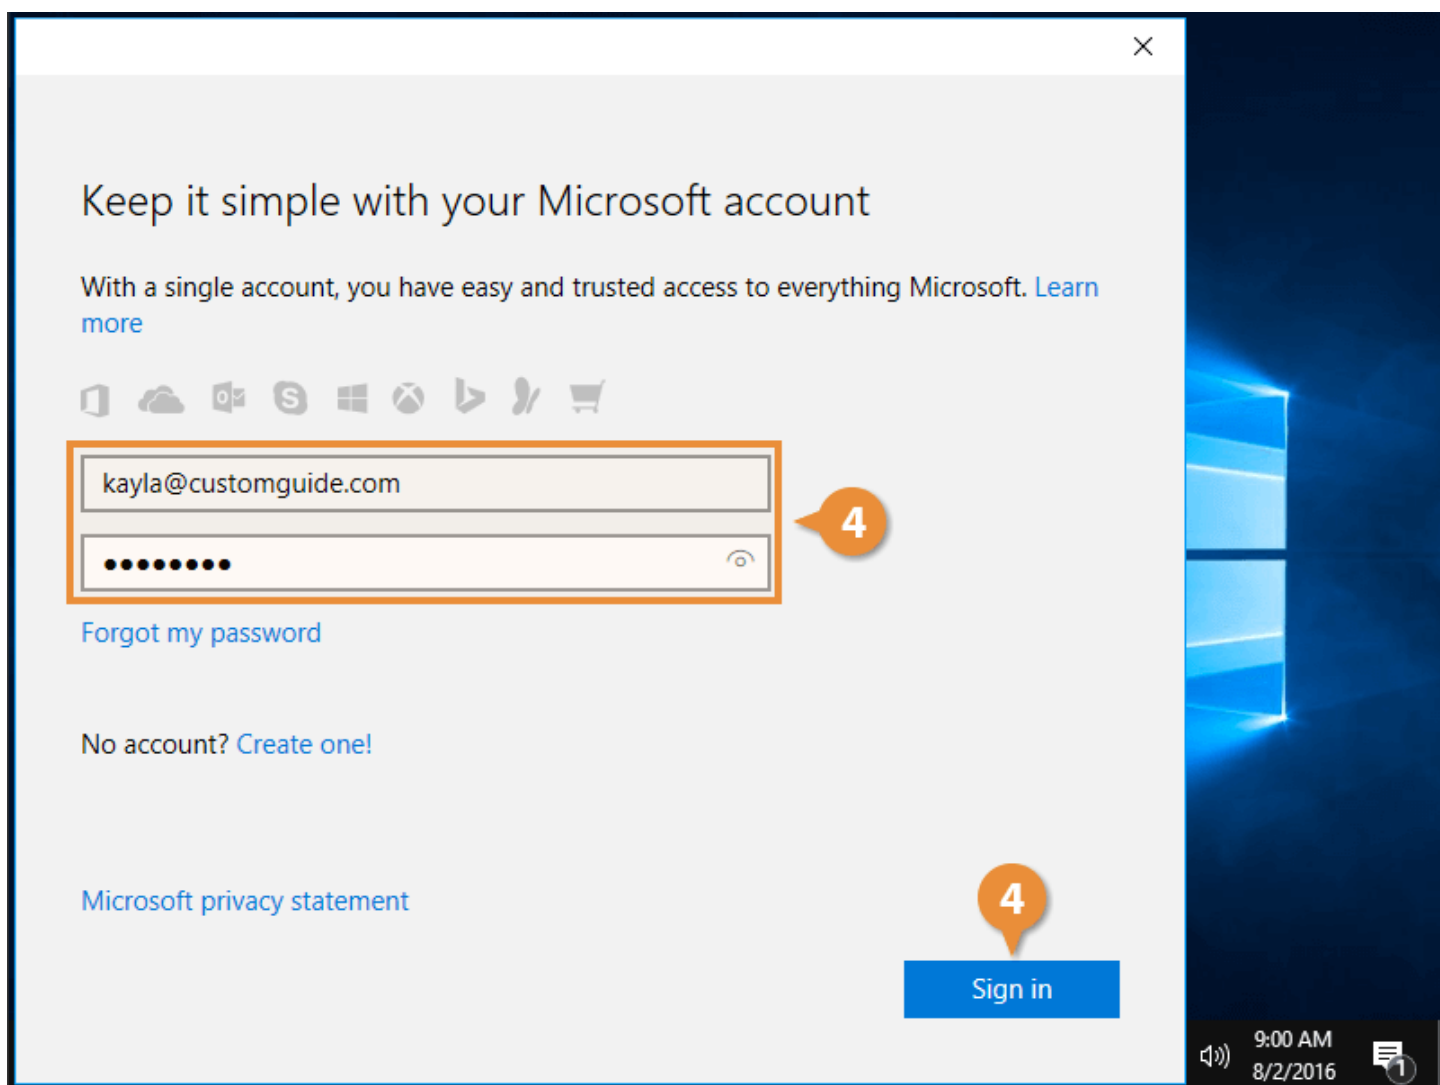 Keep it simple with your Microsoft account
With a single account, you have easy and trusted access to everything Microsoft. Learn
more
kayla@customguide.com
••••••••
4
Forgot my password
No account? Create one!
Microsoft privacy statement
4
Sign in
9:00 AM
8/2/2016
1